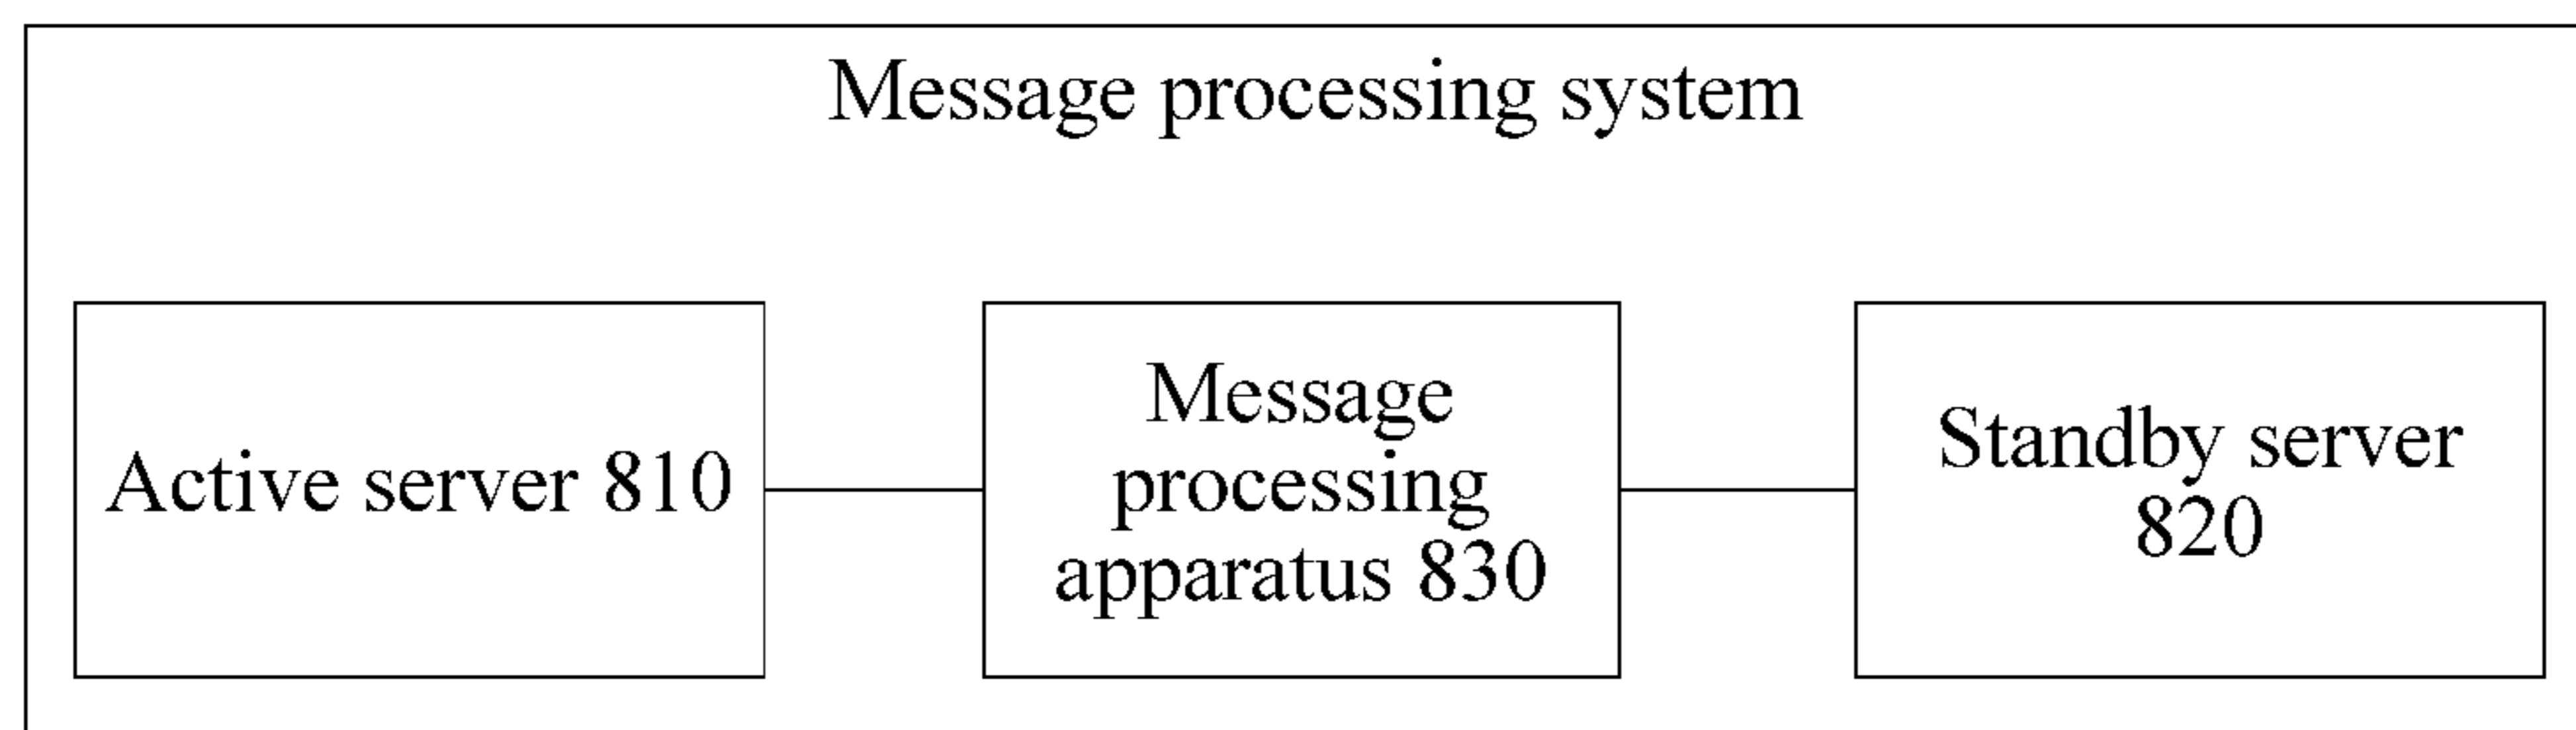 Message processing system
Active server 810
Message
processing
apparatus 830
Standby server
820